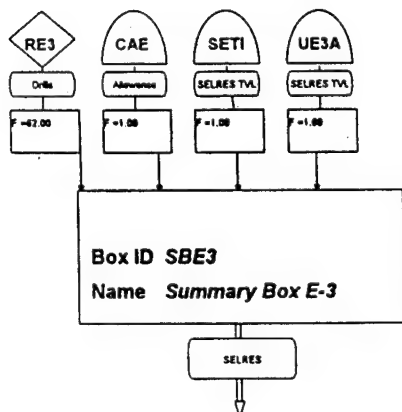 RE3 CAE SETI UE3A
Drills Allowance SELRES TVL SELRES TVL
F =62.00 F =1.00 F =1.00 F =1.00
Box ID SBE3
Name Summary Box E-3
SELRES